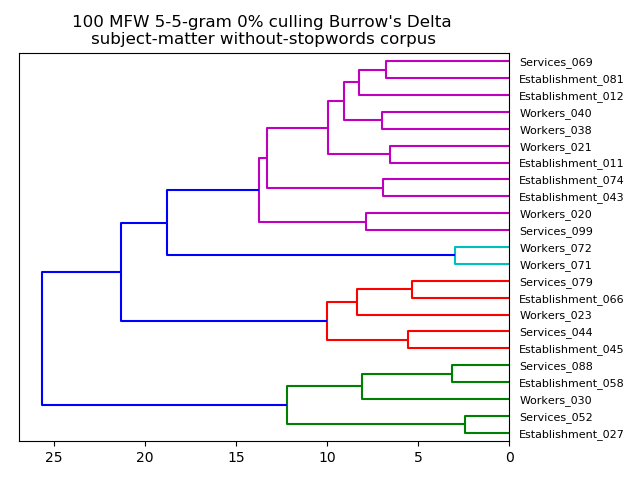 100 MFW 5-5-gram 0% culling Burrow's Delta
subject-matter without-stopwords corpus
Services_069
Establishment_081
Establishment_012
Workers_040
Workers_038
Workers_021
Establishment_011
Establishment_074
Establishment_043
Workers_020
Services_099
Workers_072
Workers_071
Services_079
Establishment_066
Workers_023
Services_044
Establishment_045
Services_088
Establishment_058
Workers_030
Services_052
Establishment_027
25 20 15 10 5 0